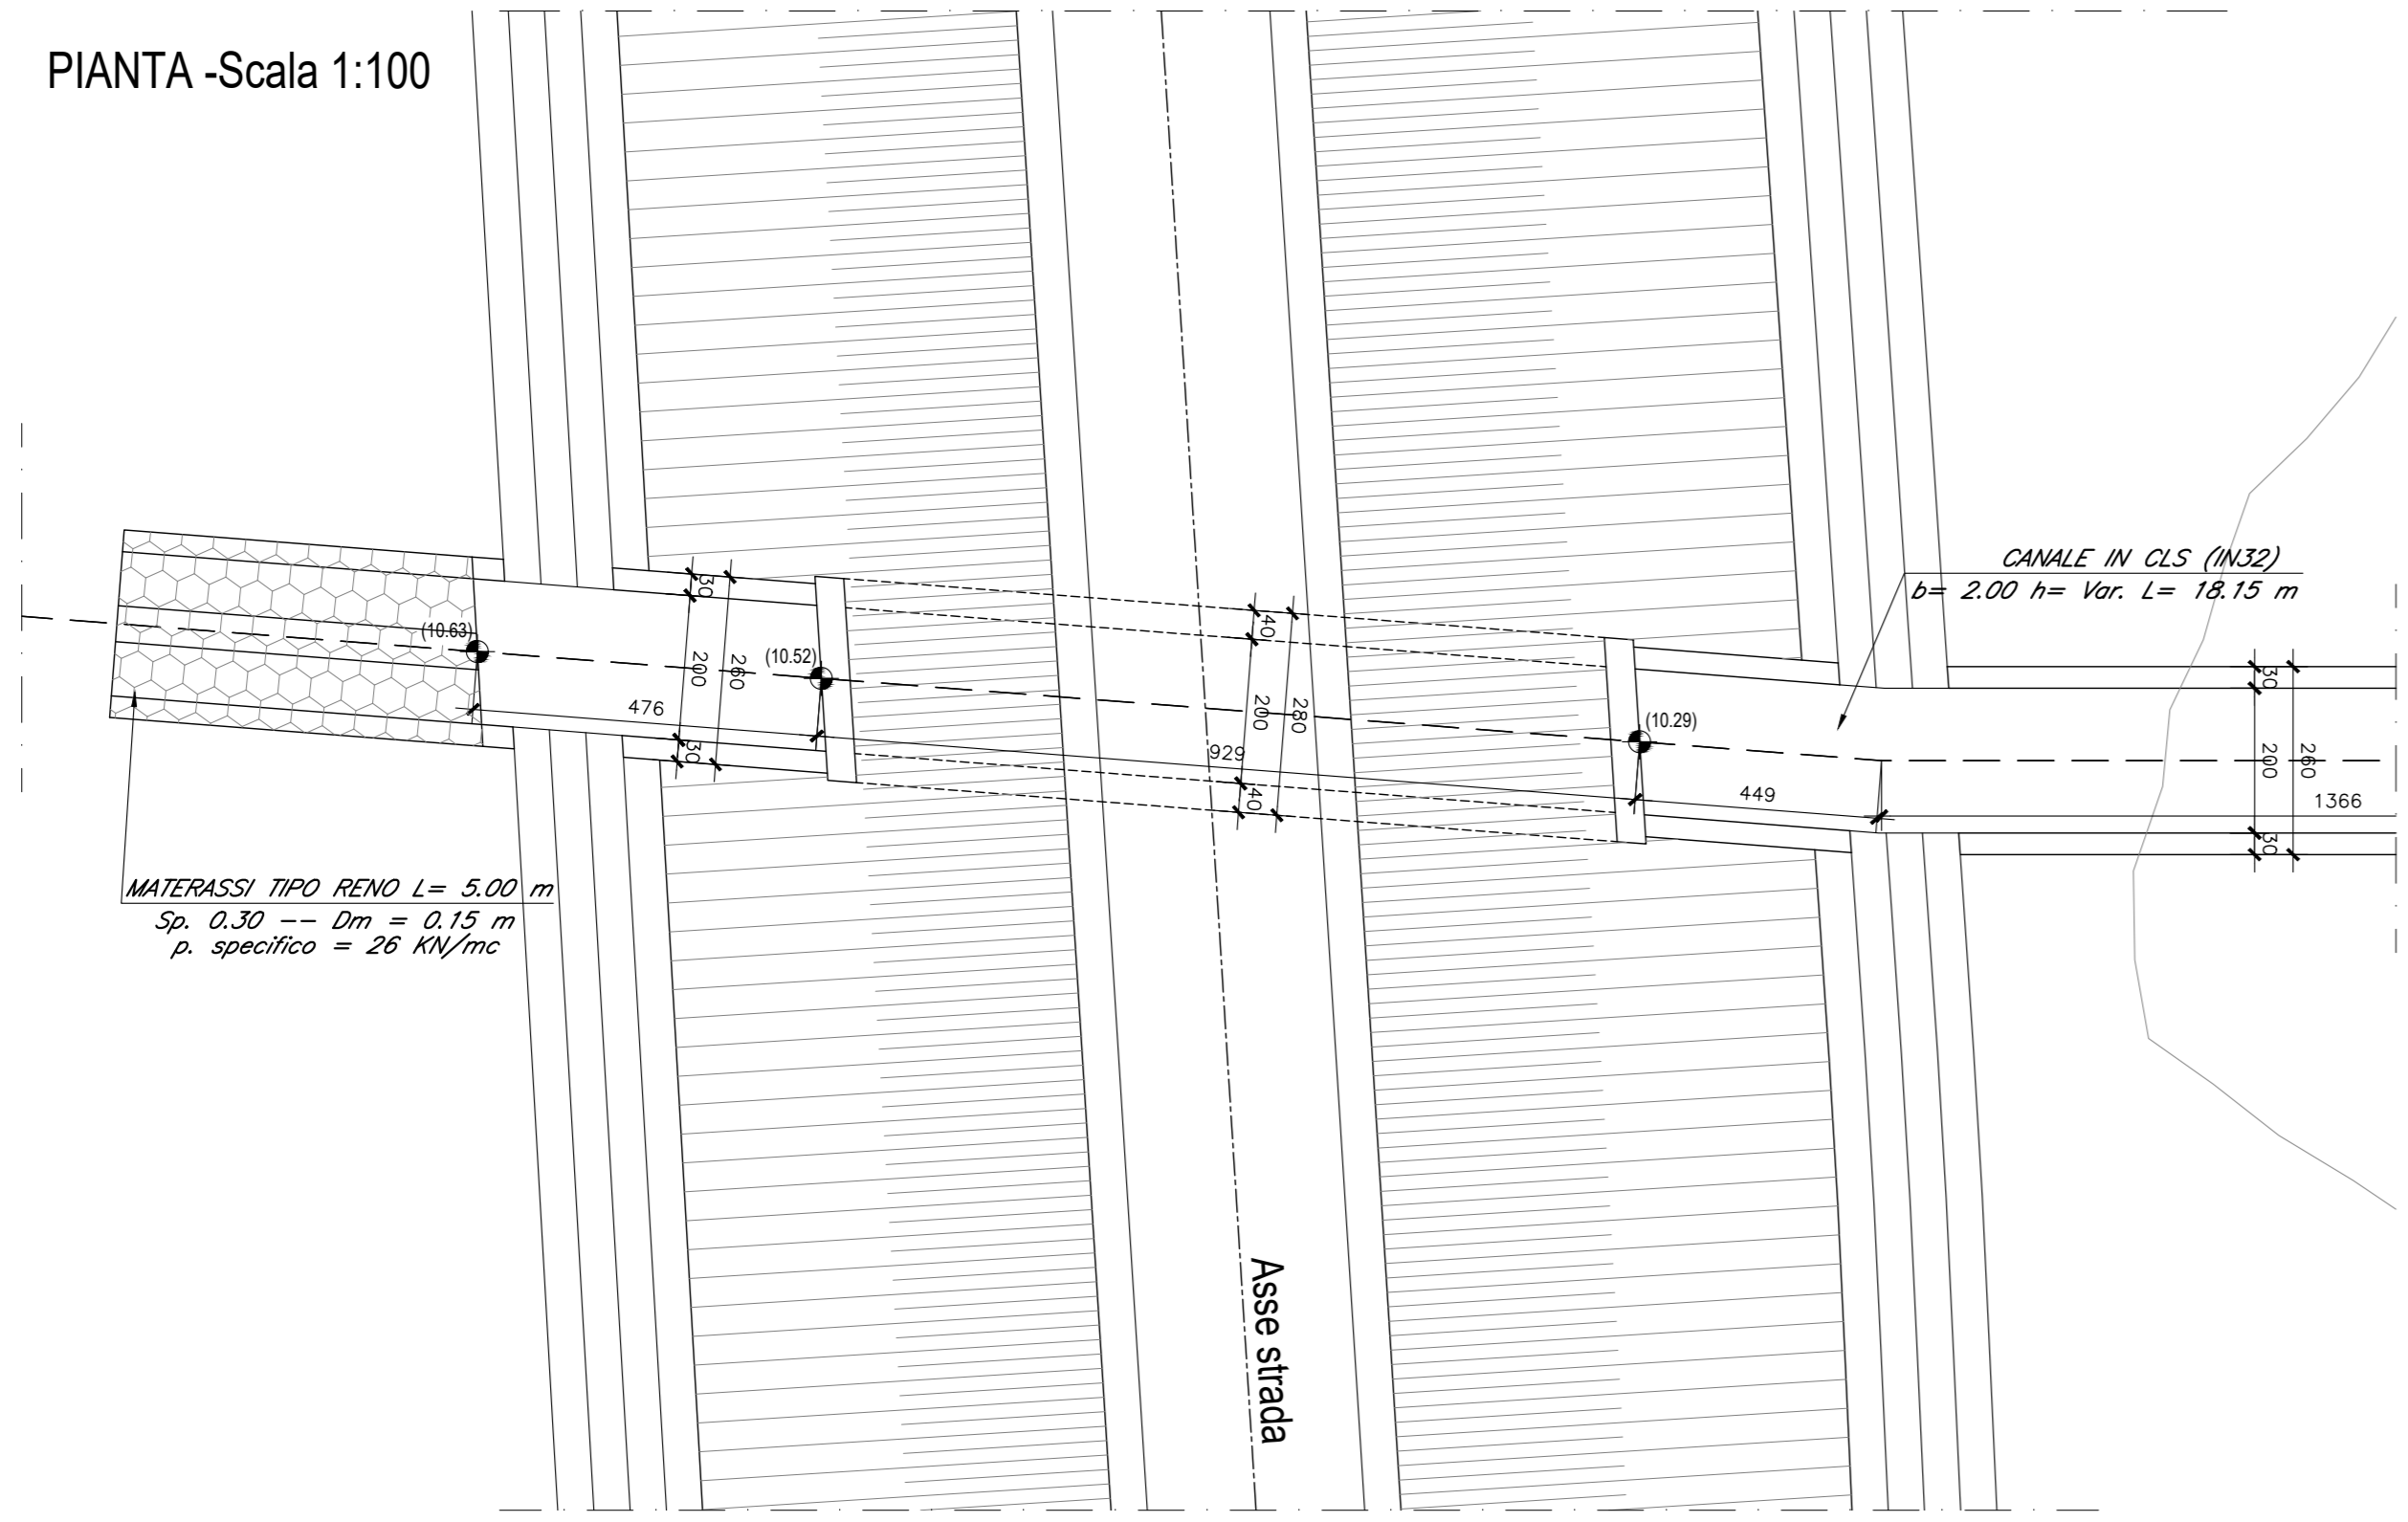 PIANTA -Scala 1:100
CANALE IN CLS (IN32)
b= 2.00 h= Var. L= 18.15 m
30
260
200
30
(10.63)
(10.52)
476
40
200
280
929
40
(10.29)
449
30
200
260
1366
30
MATERASSI TIPO RENO L= 5.00 m
Sp. 0.30 -- Dm = 0.15 m
p. specifico = 26 KN/mc
Asse strada